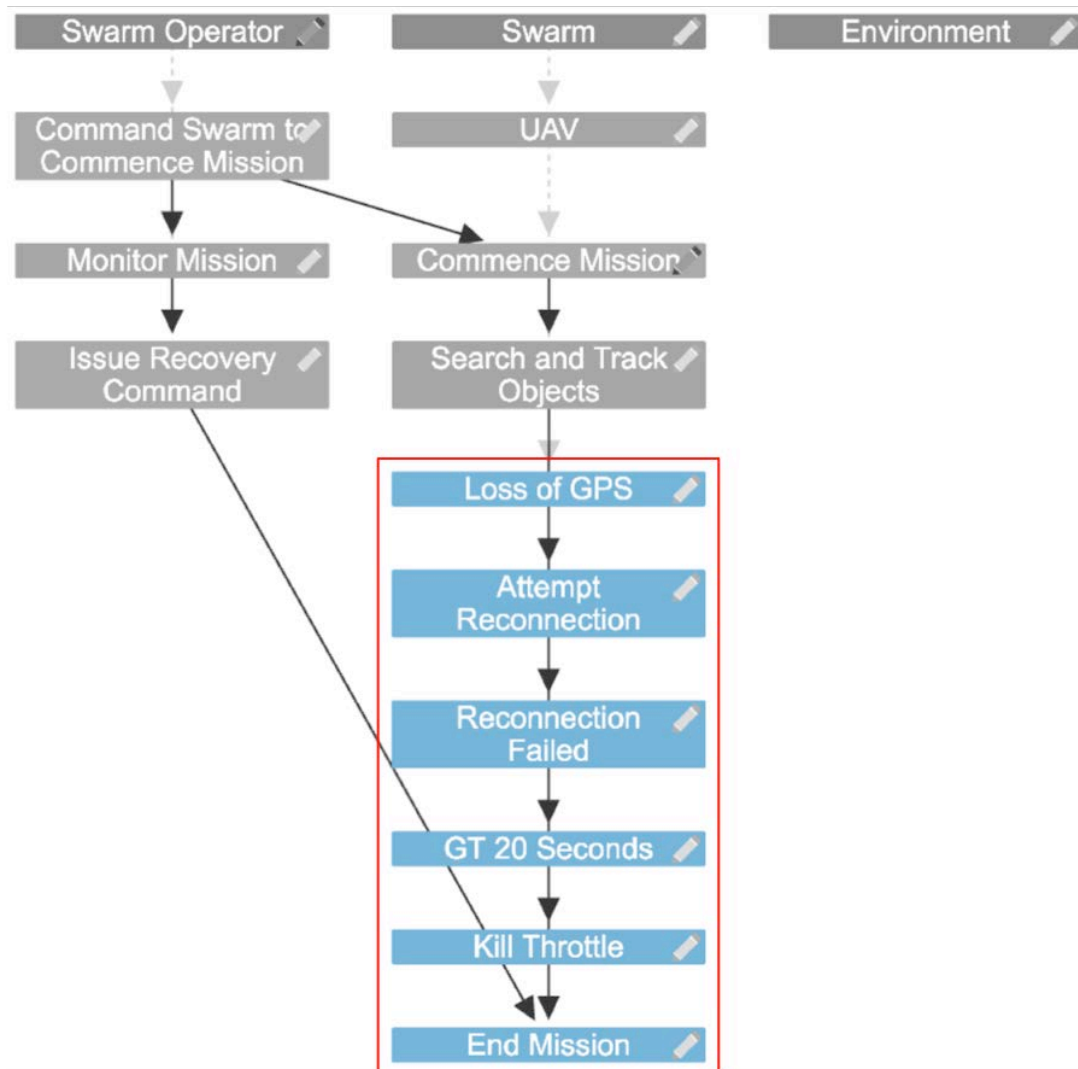 Swarm Operator
Swarm
Environment
Command Swarm to
Commence Mission
UAV
Monitor Mission
Commence Mission
Issue Recovery
Command
Search and Track
Objects
Loss of GPS
Attempt
Reconnection
Reconnection
Failed
GT 20 Seconds
Kill Throttle
End Mission